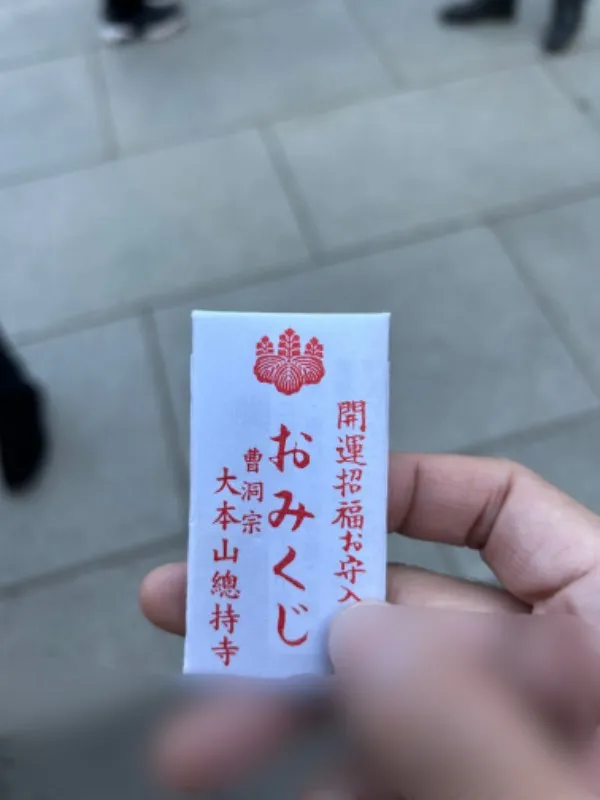 開運招福お守入
おみくじ
曹洞宗
大本山總持寺